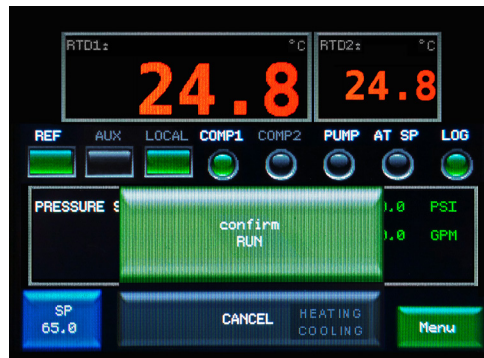 RTD1: °C RTD2: °C
24.8 24.8
REF AUX LOCAL COMP1 COMP2 PUMP AT SP LOG
PRESSURE .0 PSI
confirm
RUN
.0 GPM
SP
65.0
CANCEL
HEATING
COOLING
Menu